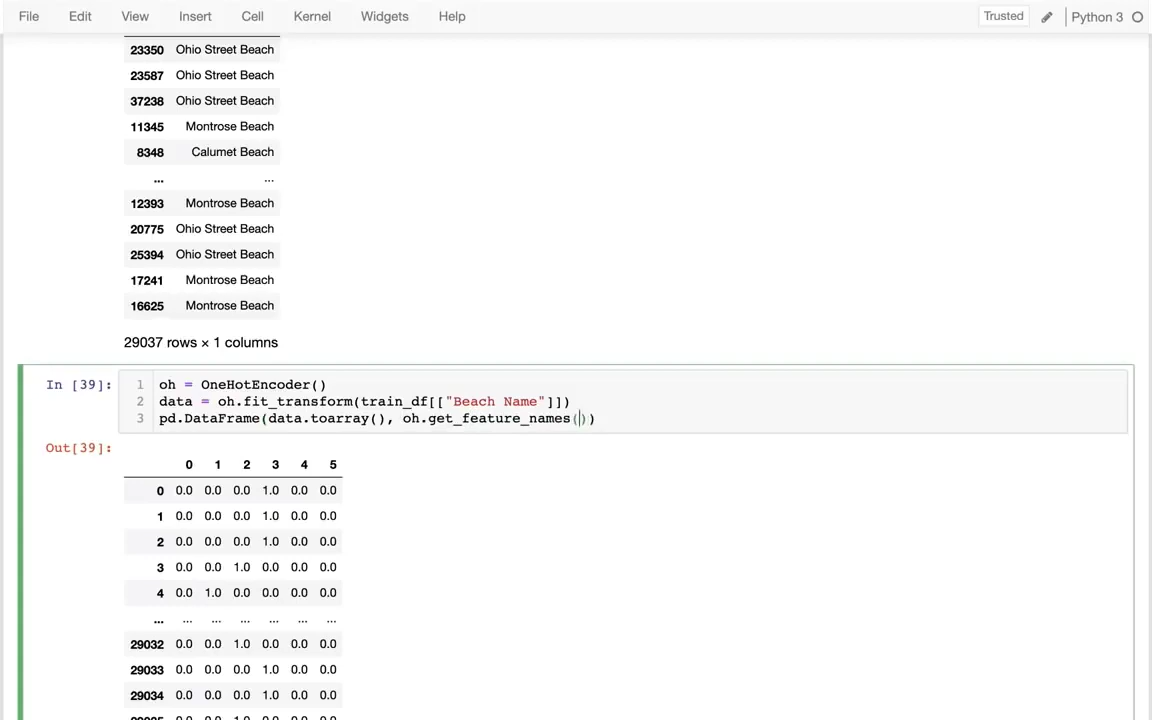 File Edit View Insert Cell Kernel Widgets Help Trusted Python 3
23350 Ohio Street Beach
23587 Ohio Street Beach
37238 Ohio Street Beach
11345 Montrose Beach
8348 Calumet Beach
... ...
12393 Montrose Beach
20775 Ohio Street Beach
25394 Ohio Street Beach
17241 Montrose Beach
16625 Montrose Beach
29037 rows × 1 columns
In [39]: 1 oh = OneHotEncoder()
2 data = oh.fit_transform(train_df[["Beach Name"]])
3 pd.DataFrame(data.toarray(), oh.get_feature_names())
Out[39]:
0 1 2 3 4 5
0 0.0 0.0 0.0 1.0 0.0 0.0
1 0.0 0.0 0.0 1.0 0.0 0.0
2 0.0 0.0 0.0 1.0 0.0 0.0
3 0.0 0.0 1.0 0.0 0.0 0.0
4 0.0 1.0 0.0 0.0 0.0 0.0
... ... ... ... ... ... ...
29032 0.0 0.0 1.0 0.0 0.0 0.0
29033 0.0 0.0 0.0 1.0 0.0 0.0
29034 0.0 0.0 0.0 1.0 0.0 0.0